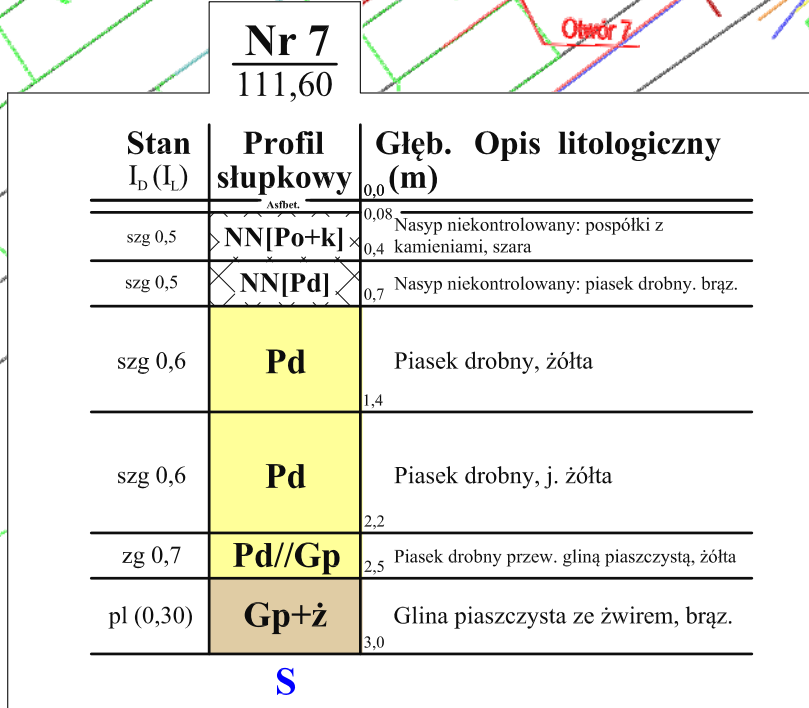 Otwór 7
Nr 7
111,60
Stan
I_D (I_L)
Profil
słupkowy
Głęb. Opis litologiczny
0,0 (m)
Asfbet.
0,08
szg 0,5
NN[Po+k]
0,4
Nasyp niekontrolowany: pospółki z
kamieniami, szara
szg 0,5
NN[Pd]
0,7
Nasyp niekontrolowany: piasek drobny. brąz.
szg 0,6
Pd
1,4
Piasek drobny, żółta
szg 0,6
Pd
2,2
Piasek drobny, j. żółta
zg 0,7
Pd//Gp
2,5
Piasek drobny przew. gliną piaszczystą, żółta
pl (0,30)
Gp+ż
3,0
Glina piaszczysta ze żwirem, brąz.
S